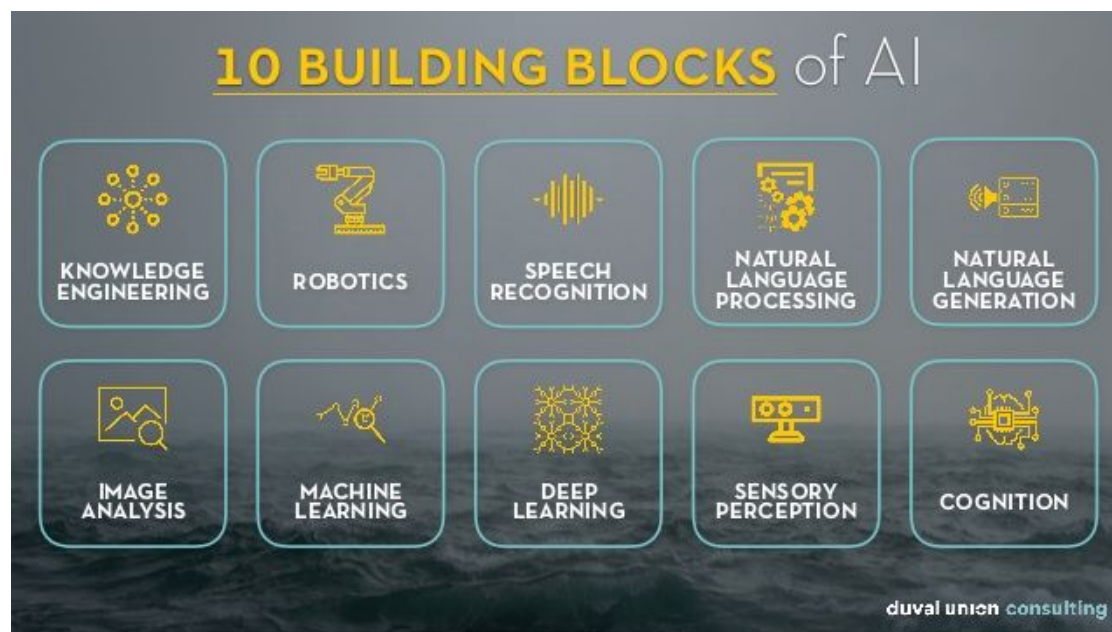 10 BUILDING BLOCKS of AI
KNOWLEDGE
ENGINEERING
ROBOTICS
SPEECH
RECOGNITION
NATURAL
LANGUAGE
PROCESSING
NATURAL
LANGUAGE
GENERATION
IMAGE
ANALYSIS
MACHINE
LEARNING
DEEP
LEARNING
SENSORY
PERCEPTION
COGNITION
duval union consulting